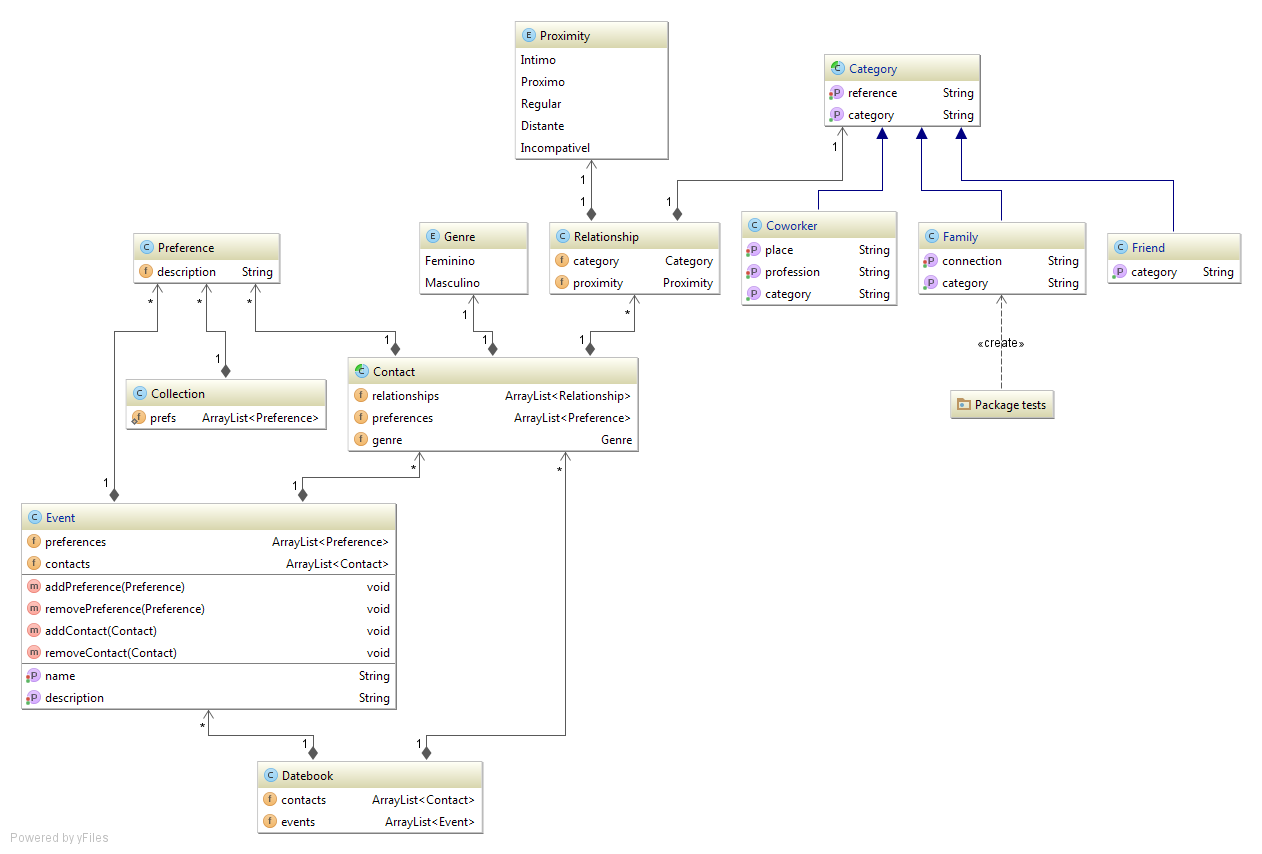 E Proximity
Intimo
Proximo
Regular
Distante
Incompativel
C Category
P reference String
P category String
1
1
1
1
C Preference
f description String
E Genre
Feminino
Masculino
C Relationship
f category Category
f proximity Proximity
C Coworker
P place String
P profession String
P category String
C Family
P connection String
P category String
C Friend
P category String
* * * 1 *
1 1 1
«create»
1
C Collection
f prefs ArrayList<Preference>
C Contact
f relationships ArrayList<Relationship>
f preferences ArrayList<Preference>
f genre Genre
Package tests
* *
1 1
C Event
f preferences ArrayList<Preference>
f contacts ArrayList<Contact>
m addPreference(Preference) void
m removePreference(Preference) void
m addContact(Contact) void
m removeContact(Contact) void
P name String
P description String
*
1 1
C Datebook
f contacts ArrayList<Contact>
f events ArrayList<Event>
Powered by yFiles